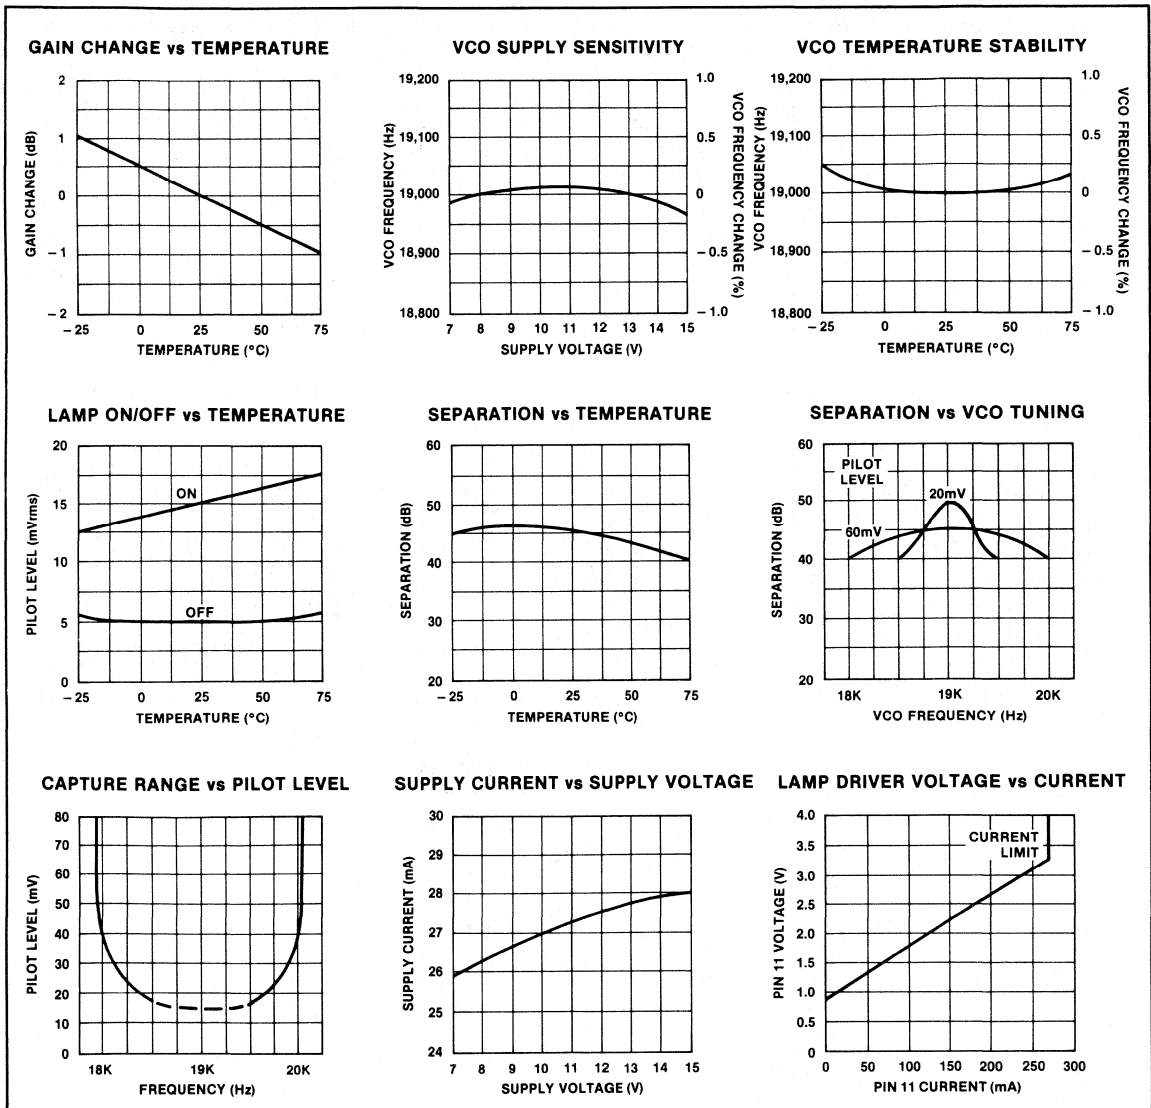 GAIN CHANGE vs TEMPERATURE
2
1
0
– 1
– 2
GAIN CHANGE (dB)
– 25 0 25 50 75
TEMPERATURE (°C)
VCO SUPPLY SENSITIVITY
19,200
19,100
19,000
18,900
18,800
VCO FREQUENCY (Hz)
1.0
0.5
0
– 0.5
– 1.0
VCO FREQUENCY CHANGE (%)
7 8 9 10 11 12 13 14 15
SUPPLY VOLTAGE (V)
VCO TEMPERATURE STABILITY
19,200
19,100
19,000
18,900
18,800
VCO FREQUENCY (Hz)
1.0
0.5
0
– 0.5
– 1.0
VCO FREQUENCY CHANGE (%)
– 25 0 25 50 75
TEMPERATURE (°C)
LAMP ON/OFF vs TEMPERATURE
20
15
10
5
0
PILOT LEVEL (mVrms)
ON
OFF
– 25 0 25 50 75
TEMPERATURE (°C)
SEPARATION vs TEMPERATURE
60
50
40
30
20
SEPARATION (dB)
– 25 0 25 50 75
TEMPERATURE (°C)
SEPARATION vs VCO TUNING
60
50
40
30
20
SEPARATION (dB)
PILOT
LEVEL
20mV
60mV
18K 19K 20K
VCO FREQUENCY (Hz)
CAPTURE RANGE vs PILOT LEVEL
80
70
60
50
40
30
20
10
0
PILOT LEVEL (mV)
18K 19K 20K
FREQUENCY (Hz)
SUPPLY CURRENT vs SUPPLY VOLTAGE
30
29
28
27
26
25
24
SUPPLY CURRENT (mA)
7 8 9 10 11 12 13 14 15
SUPPLY VOLTAGE (V)
LAMP DRIVER VOLTAGE vs CURRENT
4.0
3.0
2.5
2.0
1.5
1.0
0.5
0
PIN 11 VOLTAGE (V)
CURRENT
LIMIT
0 50 100 150 200 250 300
PIN 11 CURRENT (mA)